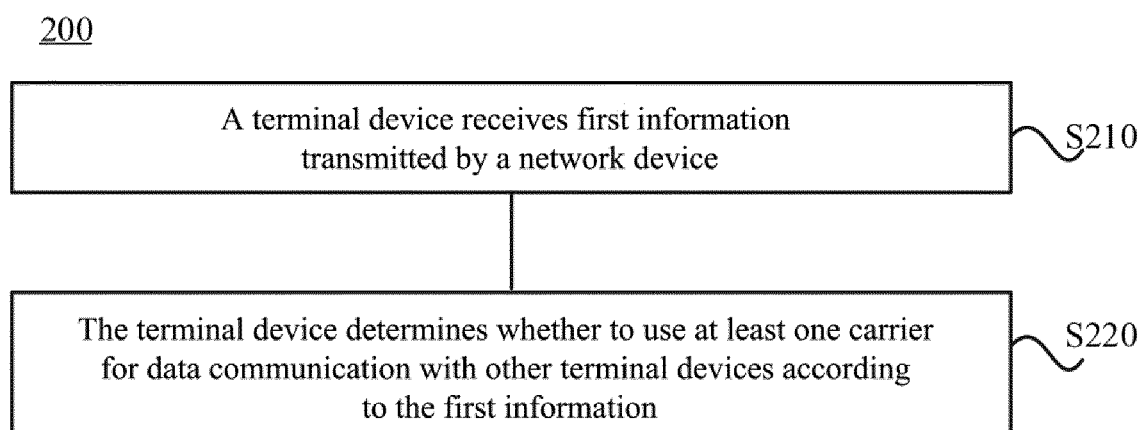 200
A terminal device receives first information
transmitted by a network device
S210
The terminal device determines whether to use at least one carrier
for data communication with other terminal devices according
to the first information
S220